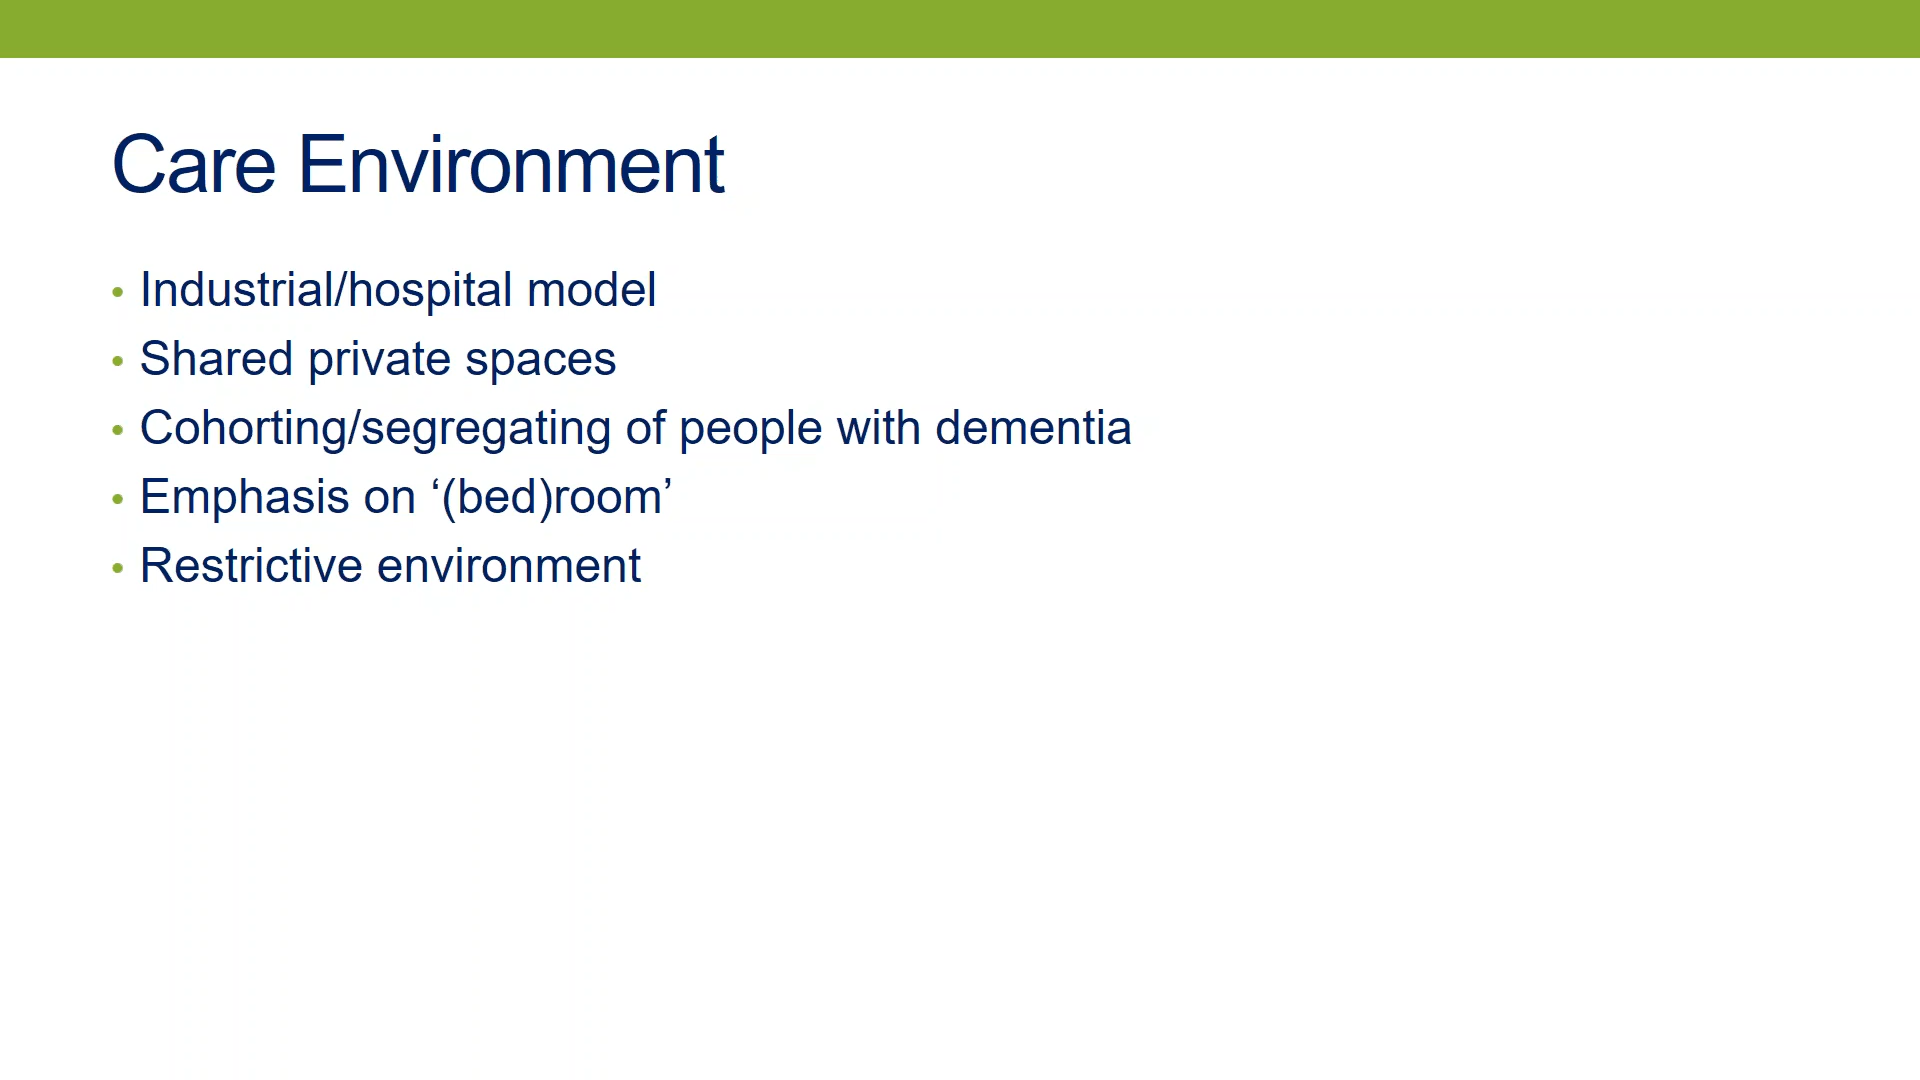 Care Environment
• Industrial/hospital model
• Shared private spaces
• Cohorting/segregating of people with dementia
• Emphasis on ‘(bed)room’
• Restrictive environment